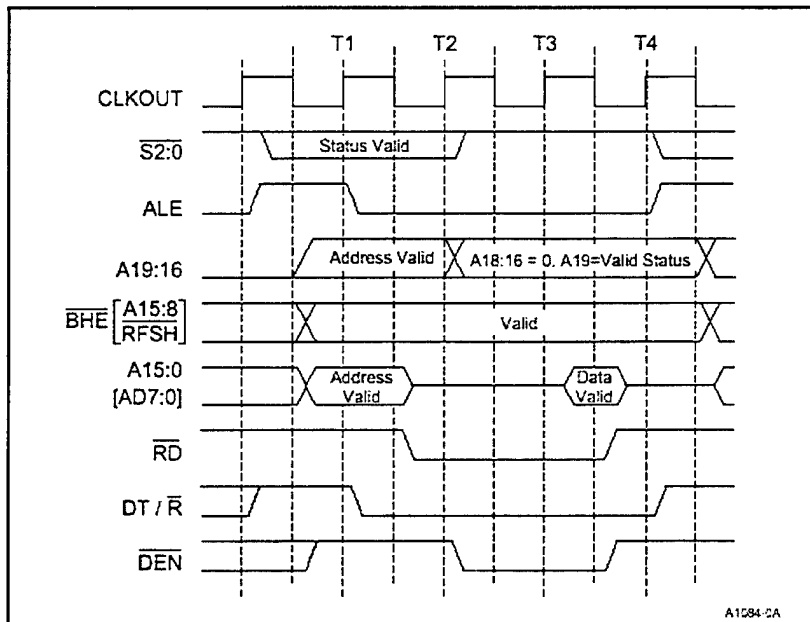 T1 T2 T3 T4
CLKOUT
S2:0
Status Valid
ALE
A19:16
Address Valid
A18:16 = 0. A19=Valid Status
BHE [A15:8
RFSH]
Valid
A15:0
[AD7:0]
Address
Valid
Data
Valid
RD
DT / R
DEN